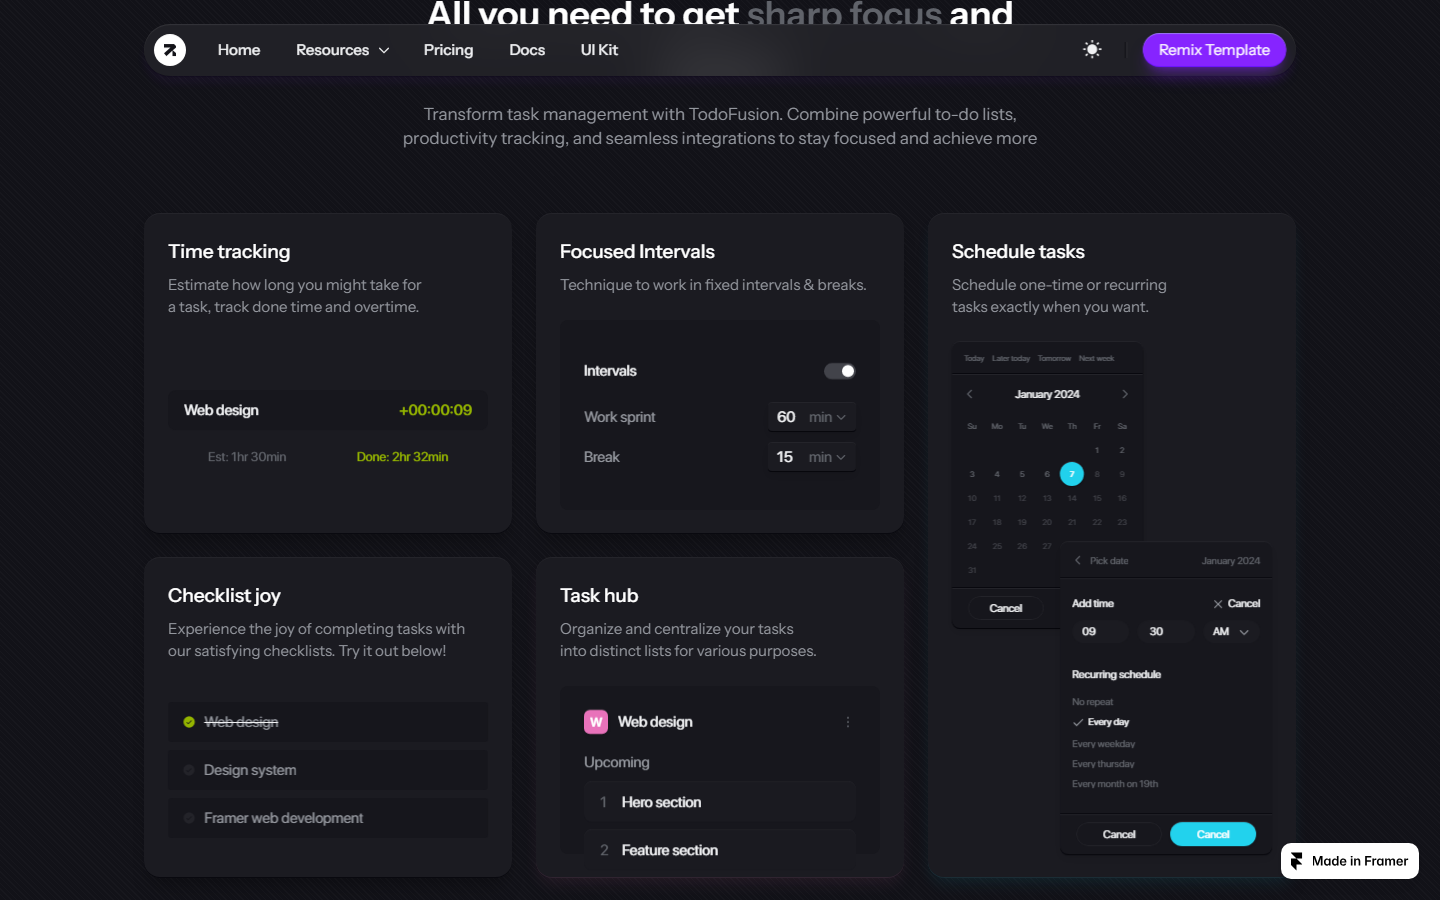 All you need to get sharp focus and
Home
Resources
Pricing
Docs
UI Kit
Remix Template
Transform task management with TodoFusion. Combine powerful to-do lists,
productivity tracking, and seamless integrations to stay focused and achieve more
Time tracking
Estimate how long you might take for
a task, track done time and overtime.
Web design
+00:00:09
Est: 1hr 30min
Done: 2hr 32min
Focused Intervals
Technique to work in fixed intervals & breaks.
Intervals
Work sprint
60 min
Break
15 min
Schedule tasks
Schedule one-time or recurring
tasks exactly when you want.
Today Later today Tomorrow Next week
January 2024
Su Mo Tu We Th Fr Sa
1 2
3 4 5 6 7 8 9
10 11 12 13 14 15 16
17 18 19 20 21 22 23
24 25 26 27
31
Cancel
Pick date
January 2024
Add time
Cancel
09 30 AM
Recurring schedule
No repeat
Every day
Every weekday
Every thursday
Every month on 19th
Cancel
Cancel
Checklist joy
Experience the joy of completing tasks with
our satisfying checklists. Try it out below!
Web design
Design system
Framer web development
Task hub
Organize and centralize your tasks
into distinct lists for various purposes.
W Web design
Upcoming
1 Hero section
2 Feature section
Made in Framer